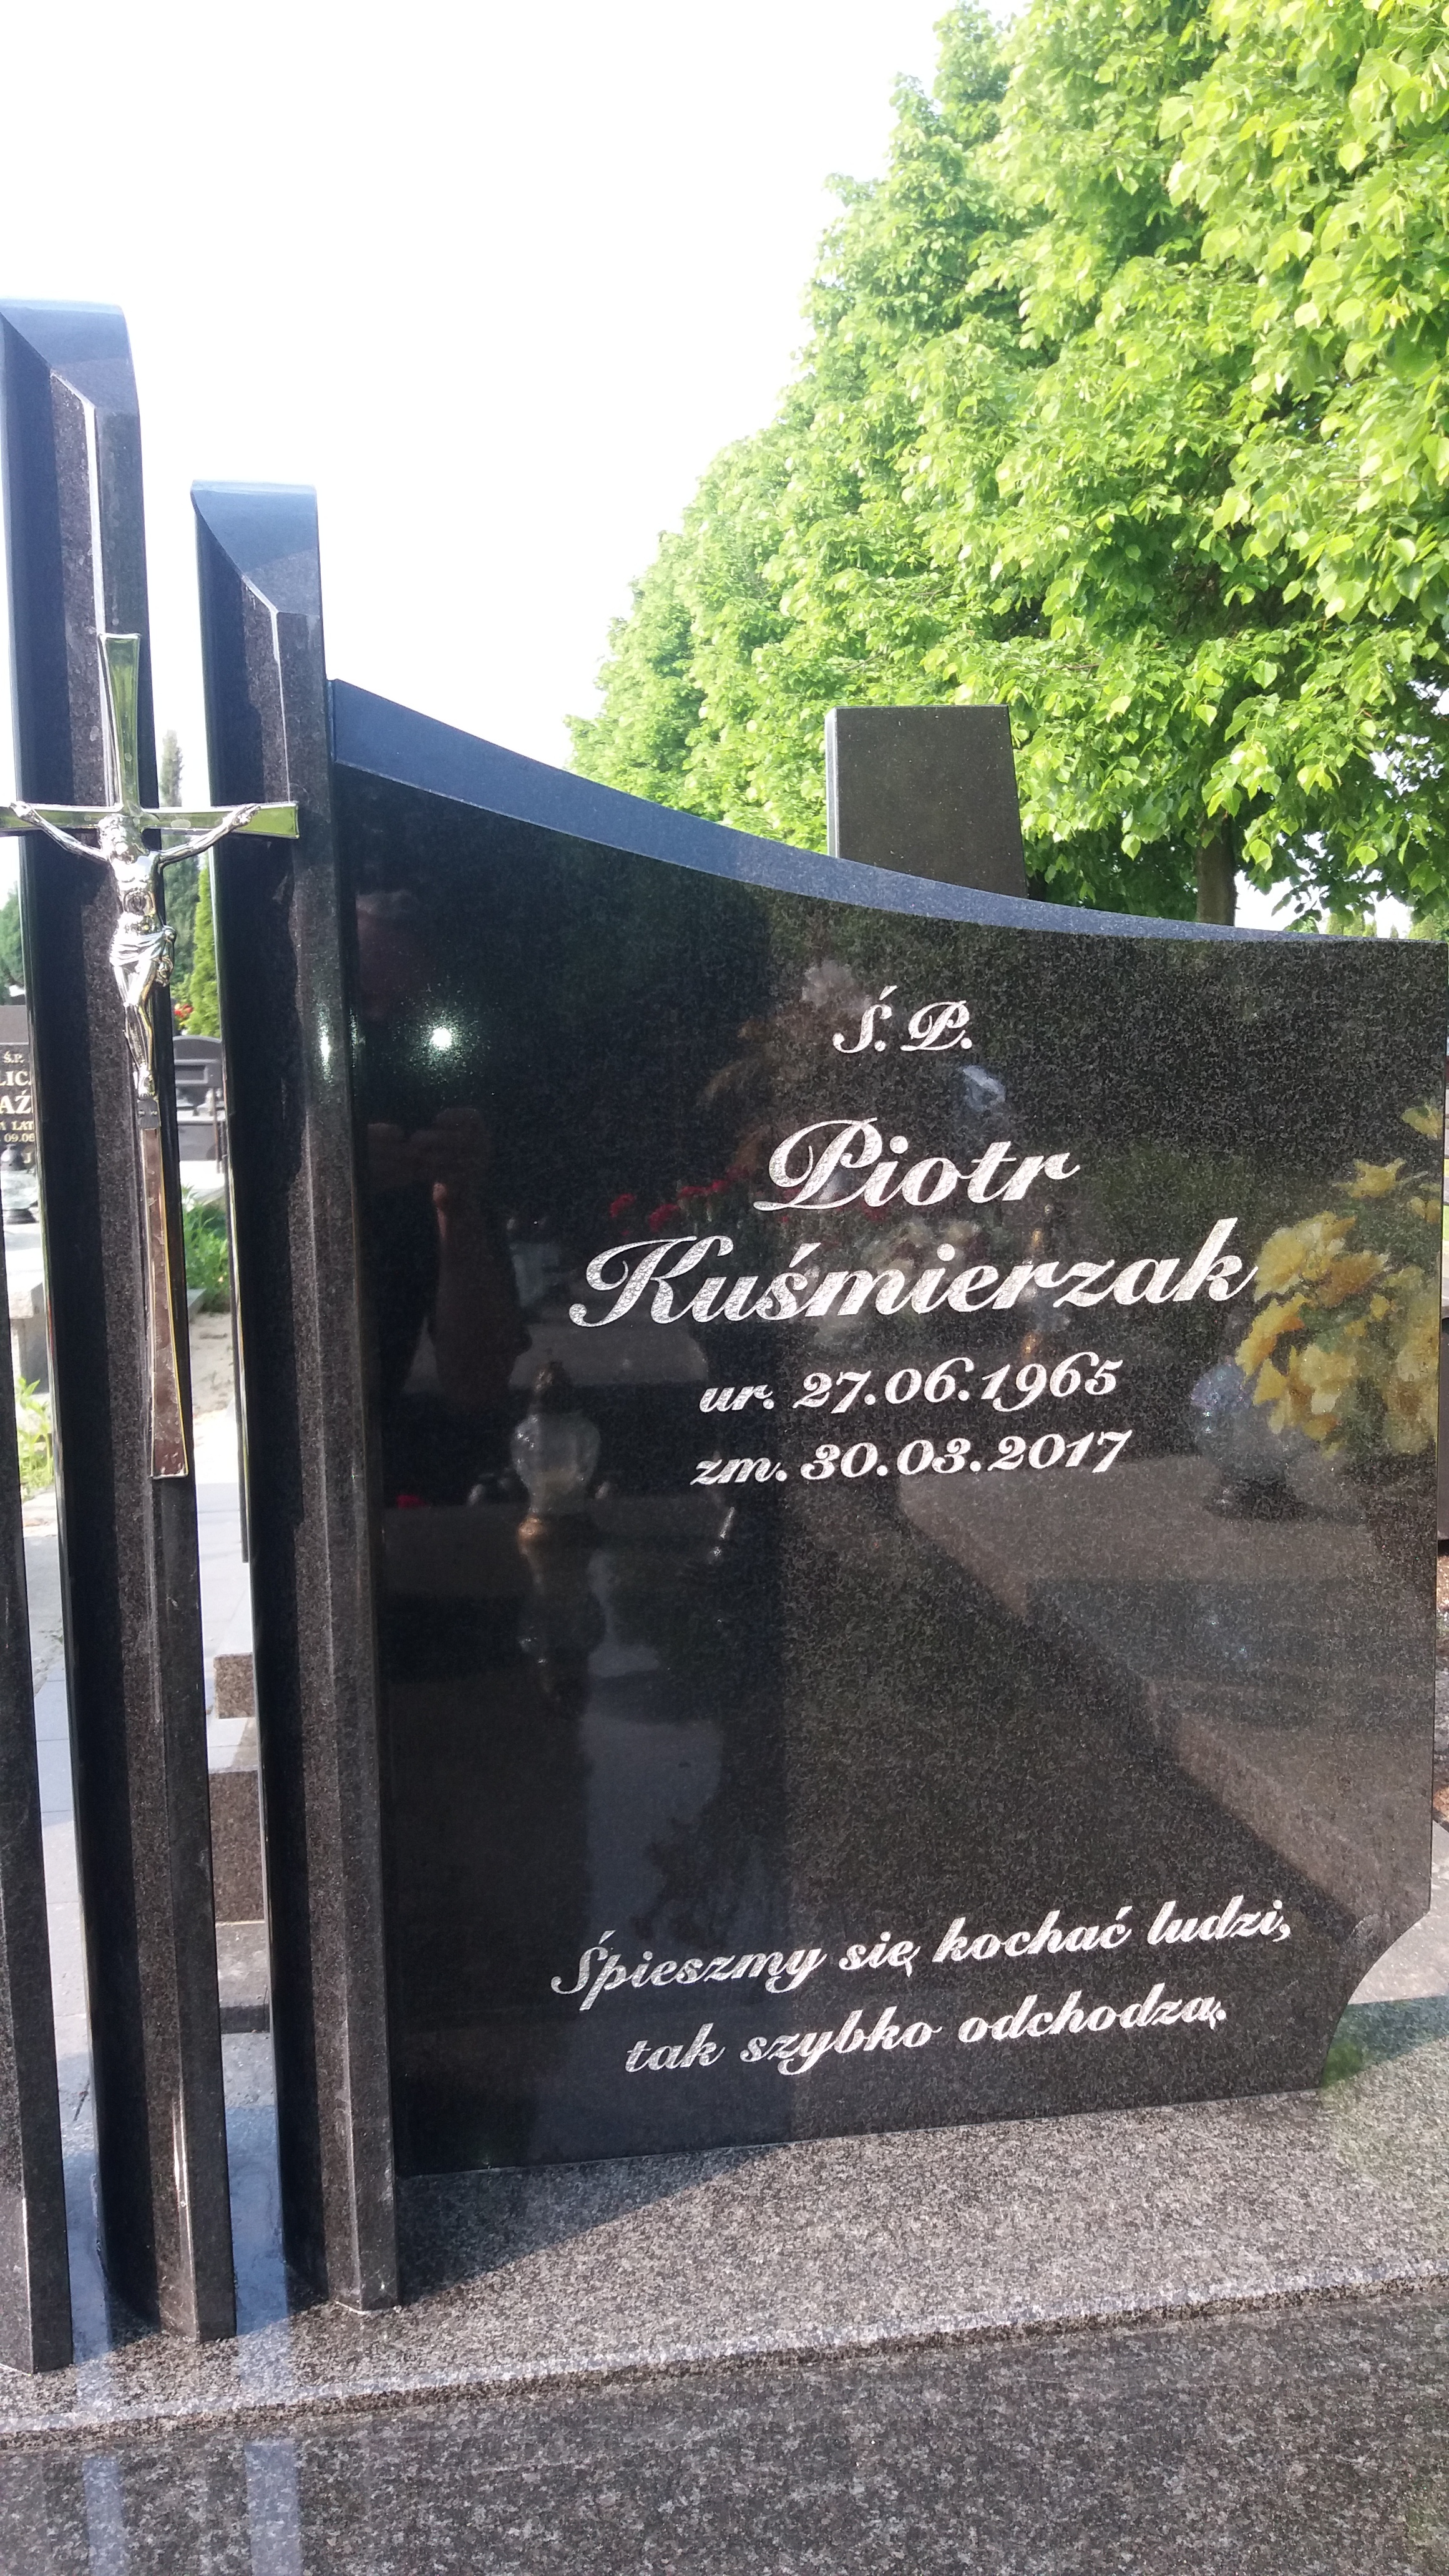 Ś. P.
Piotr
Kuśmierzak
ur. 27.06.1965
zm. 30.03.2017
Śpieszmy się kochać ludzi,
tak szybko odchodzą.
Ś.P.